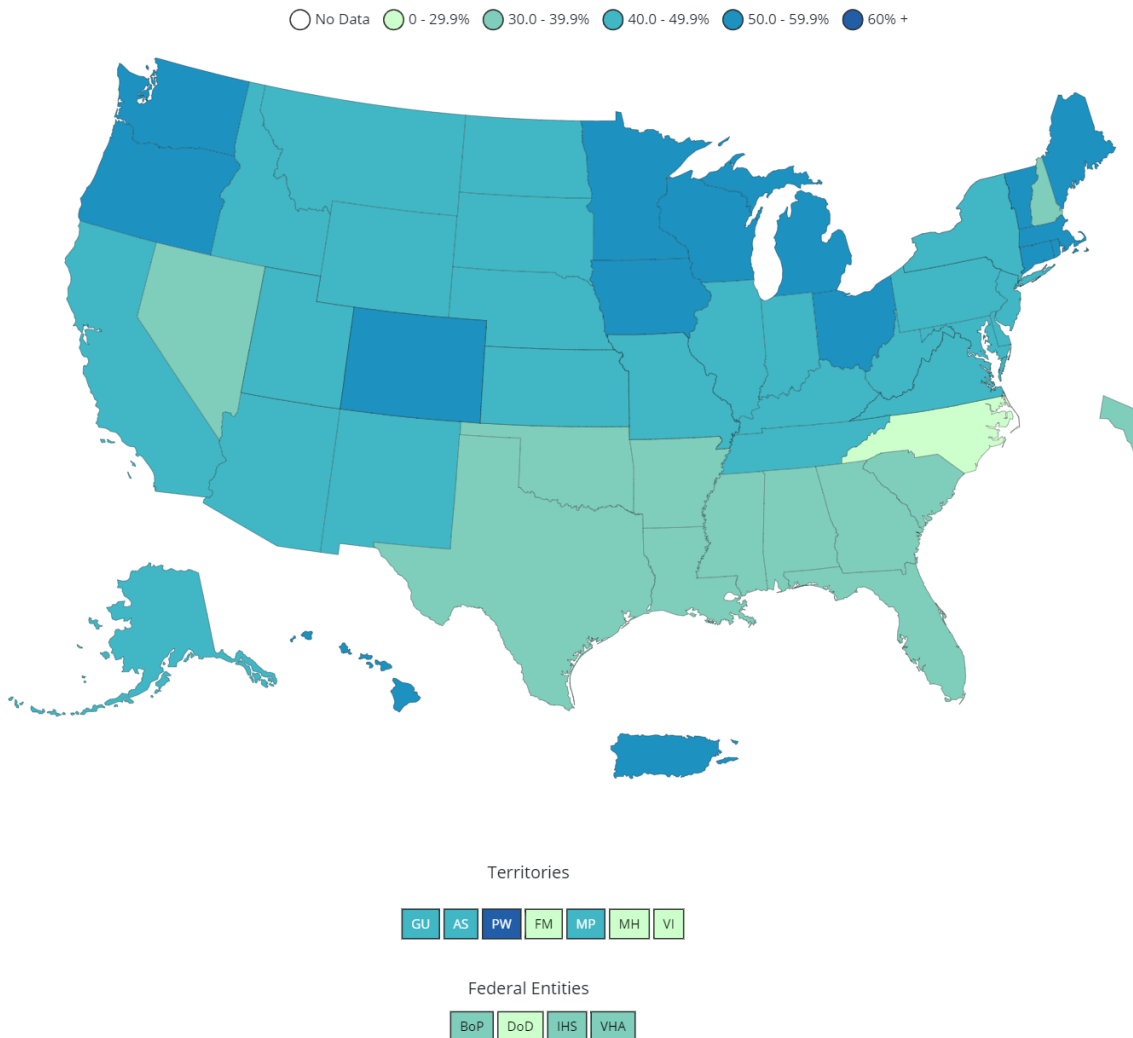 No Data 0 - 29.9% 30.0 - 39.9% 40.0 - 49.9% 50.0 - 59.9% 60% +
Territories
GU AS PW FM MP MH VI
Federal Entities
BoP DoD IHS VHA